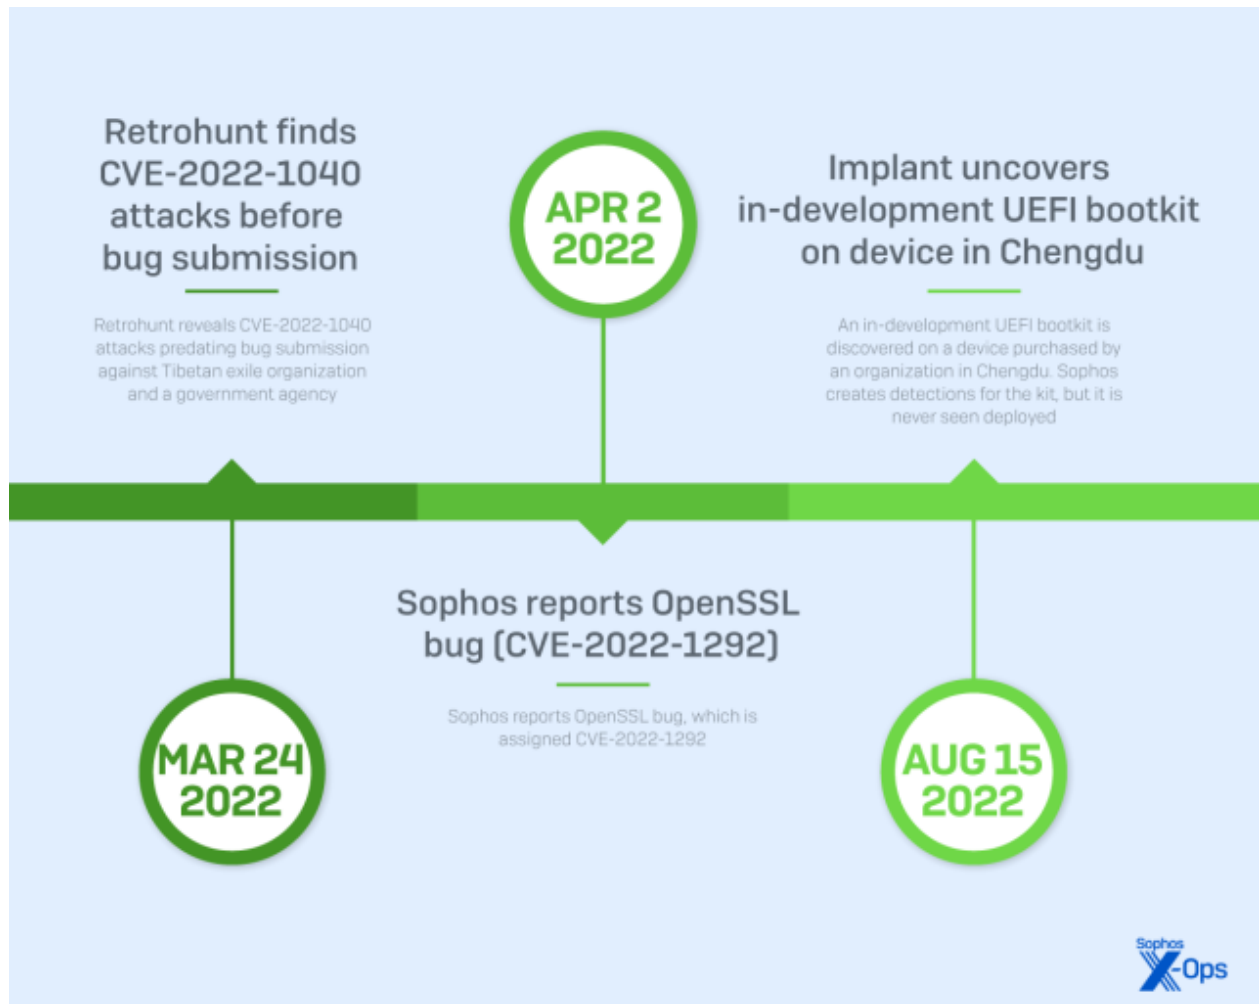 Retrohunt finds
CVE-2022-1040
attacks before
bug submission
Retrohunt reveals CVE-2022-1040
attacks predating bug submission
against Tibetan exile organization
and a government agency
MAR 24
2022
APR 2
2022
Sophos reports OpenSSL
bug (CVE-2022-1292)
Sophos reports OpenSSL bug, which is
assigned CVE-2022-1292
Implant uncovers
in-development UEFI bootkit
on device in Chengdu
An in-development UEFI bootkit is
discovered on a device purchased by
an organization in Chengdu. Sophos
creates detections for the kit, but it is
never seen deployed
AUG 15
2022
Sophos
X-Ops